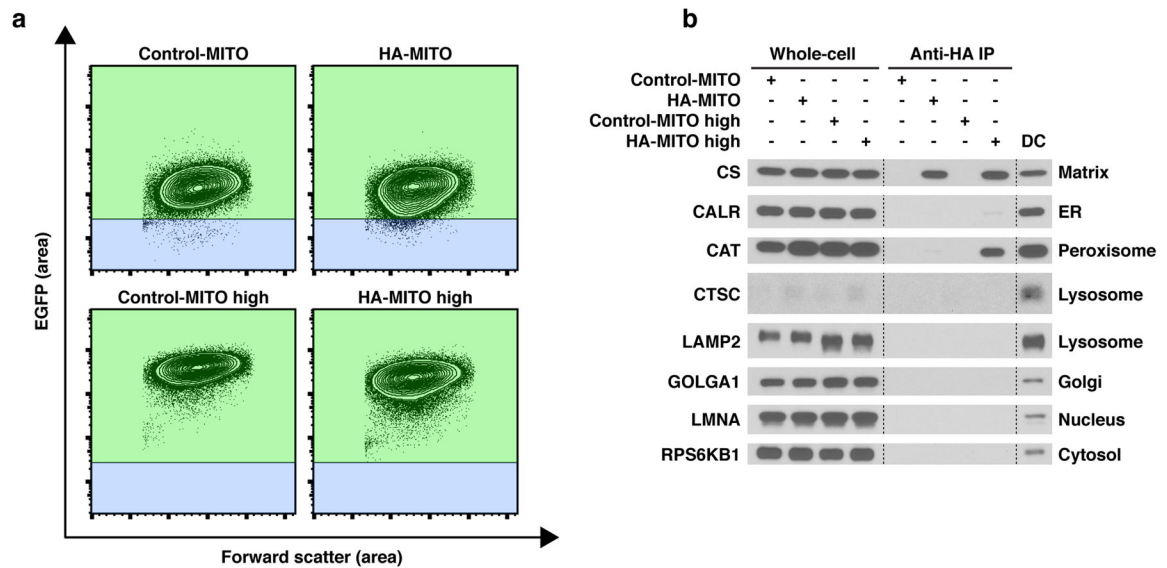 a
Control-MITO
HA-MITO
Control-MITO high
HA-MITO high
EGFP (area)
Forward scatter (area)
b
Whole-cell Anti-HA IP
Control-MITO + - - - + - - -
HA-MITO - + - - - + - -
Control-MITO high - - + - - - + -
HA-MITO high - - - + - - - + DC
CS Matrix
CALR ER
CAT Peroxisome
CTSC Lysosome
LAMP2 Lysosome
GOLGA1 Golgi
LMNA Nucleus
RPS6KB1 Cytosol